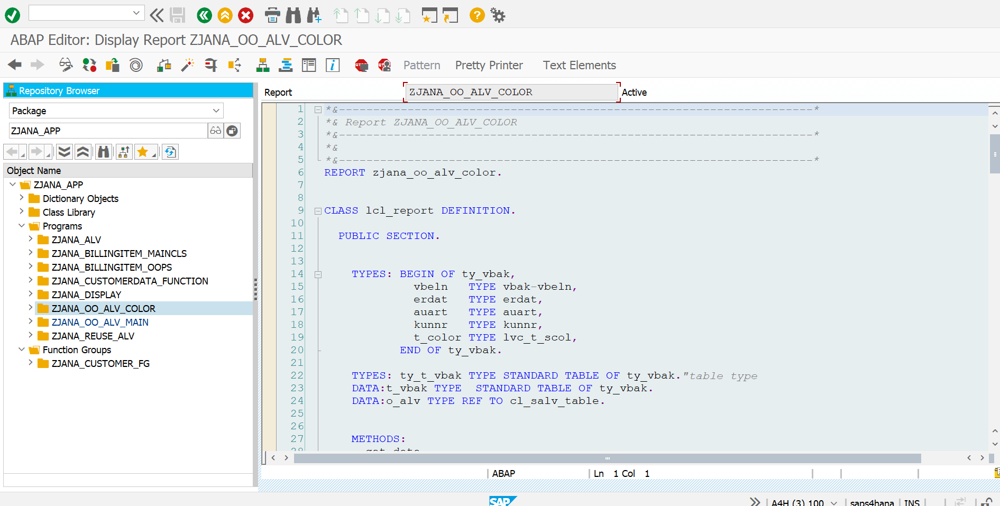 ABAP Editor: Display Report ZJANA_OO_ALV_COLOR
Pattern Pretty Printer Text Elements
Repository Browser
Package
ZJANA_APP
Object Name
ZJANA_APP
Dictionary Objects
Class Library
Programs
ZJANA_ALV
ZJANA_BILLINGITEM_MAINCLS
ZJANA_BILLINGITEM_OOPS
ZJANA_CUSTOMERDATA_FUNCTION
ZJANA_DISPLAY
ZJANA_OO_ALV_COLOR
ZJANA_OO_ALV_MAIN
ZJANA_REUSE_ALV
Function Groups
ZJANA_CUSTOMER_FG
Report ZJANA_OO_ALV_COLOR Active
1 *&---------------------------------------------------------------------*
2 *& Report ZJANA_OO_ALV_COLOR
3 *&---------------------------------------------------------------------*
4 *&
5 *&---------------------------------------------------------------------*
6 REPORT zjana_oo_alv_color.
7
8
9 CLASS lcl_report DEFINITION.
10
11 PUBLIC SECTION.
12
13
14 TYPES: BEGIN OF ty_vbak,
15 vbeln TYPE vbak-vbeln,
16 erdat TYPE erdat,
17 auart TYPE auart,
18 kunnr TYPE kunnr,
19 t_color TYPE lvc_t_scol,
20 END OF ty_vbak.
21
22 TYPES: ty_t_vbak TYPE STANDARD TABLE OF ty_vbak."table type
23 DATA:t_vbak TYPE STANDARD TABLE OF ty_vbak.
24 DATA:o_alv TYPE REF TO cl_salv_table.
25
26
27 METHODS:
28 get_data
ABAP Ln 1 Col 1
SAP A4H (3) 100 saps4hana INS